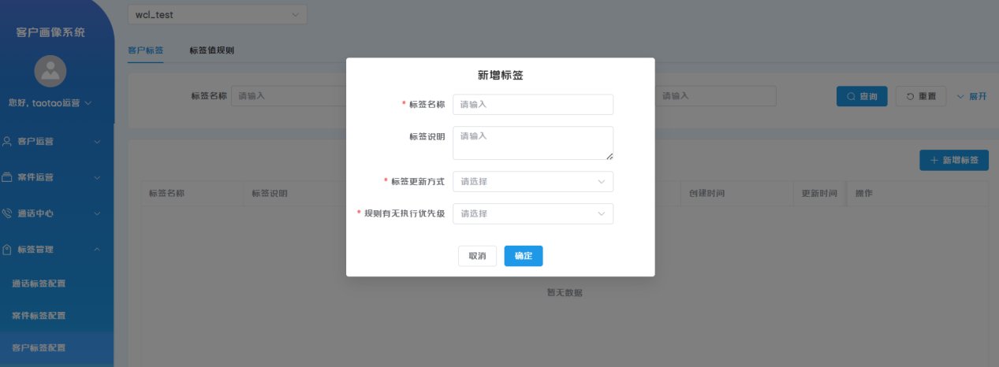 wcl_test
客户画像系统
您好, taotao运营
客户运营
案件运营
通话中心
标签管理
通话标签配置
案件标签配置
客户标签配置
客户标签 标签值规则
标签名称 请输入 请输入 查询 重置 展开
+ 新增标签
标签名称 标签说明 创建时间 更新时间 操作
暂无数据
新增标签
* 标签名称 请输入
标签说明 请输入
* 标签更新方式 请选择
* 规则有无执行优先级 请选择
取消 确定